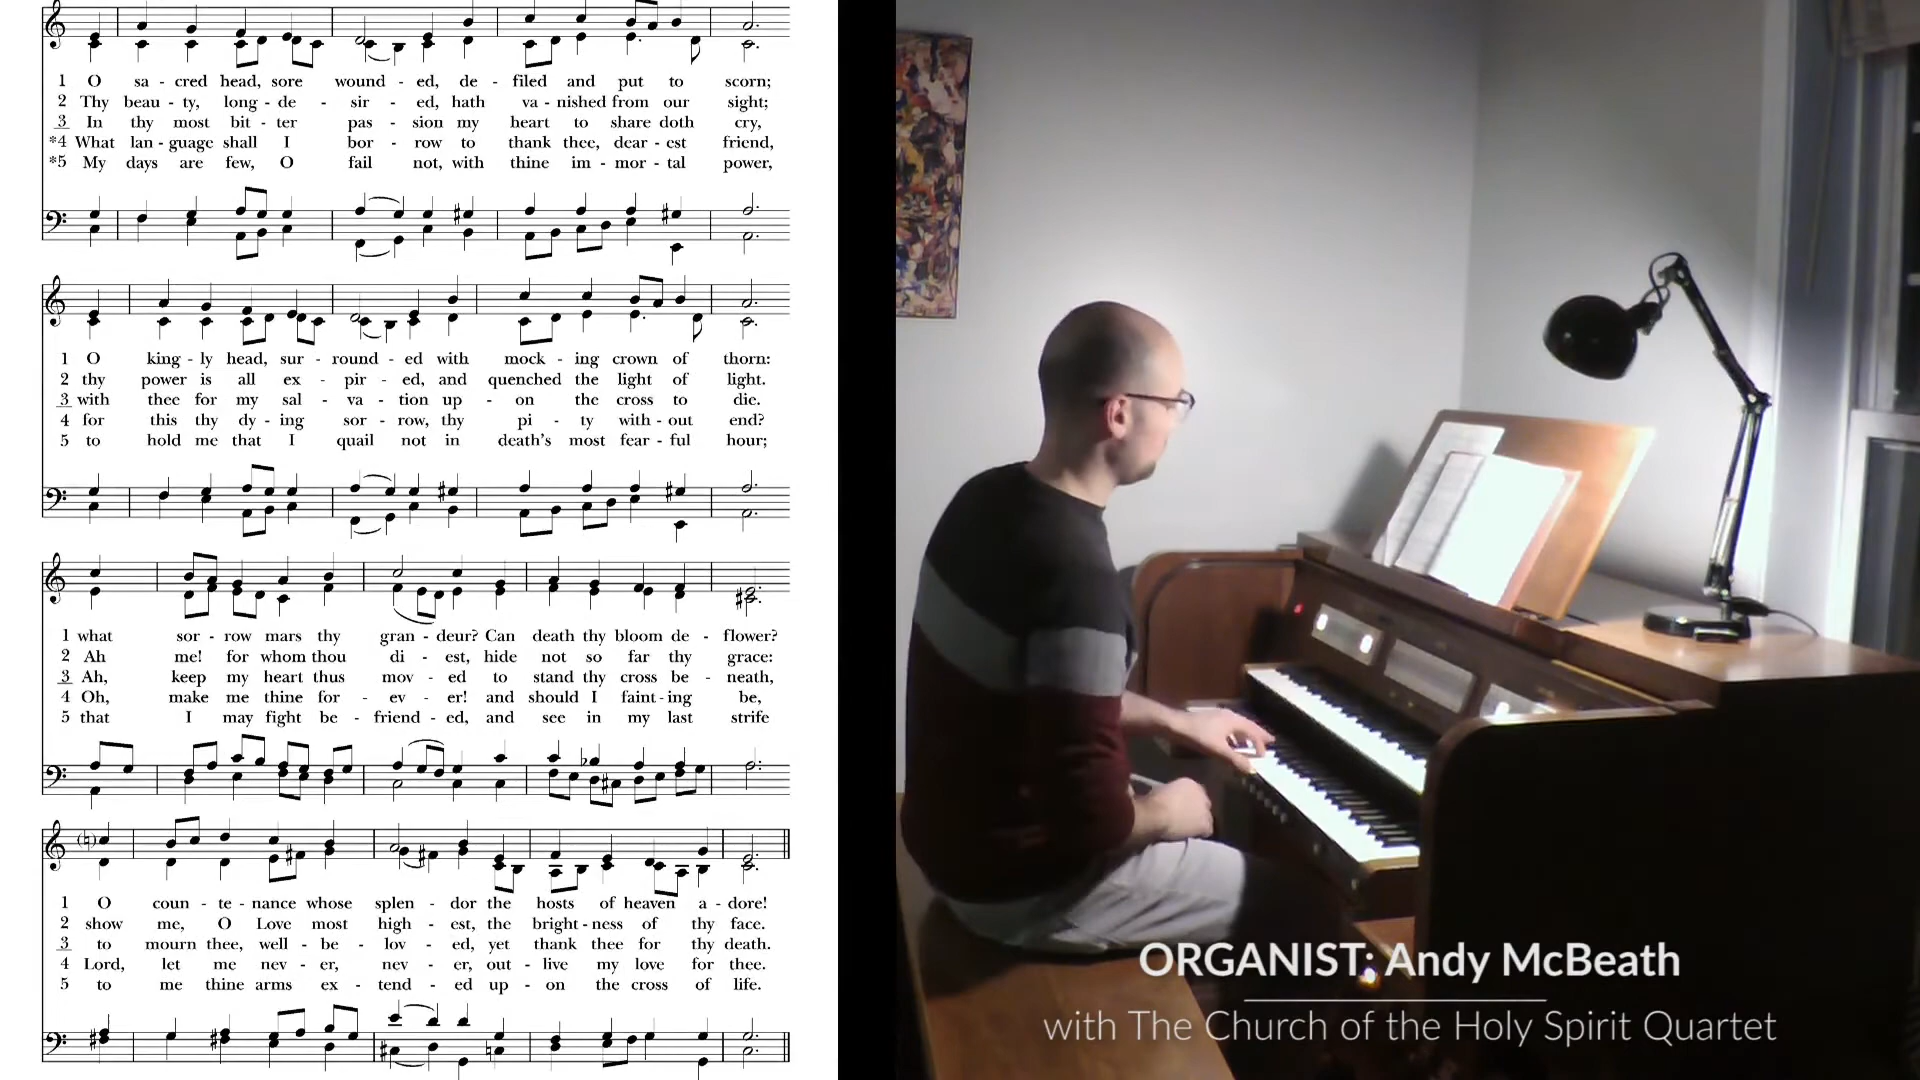 1 O sa - cred head, sore wound - ed, de - filed and put to scorn;
2 Thy beau - ty, long - de - sir - ed, hath va - nished from our sight;
3 In thy most bit - ter pas - sion my heart to share doth cry,
*4 What lan - guage shall I bor - row to thank thee, dear - est friend,
*5 My days are few, O fail not, with thine im - mor - tal power,
1 O king - ly head, sur - round - ed with mock - ing crown of thorn:
2 thy power is all ex - pir - ed, and quenched the light of light.
3 with thee for my sal - va - tion up - on the cross to die.
4 for this thy dy - ing sor - row, thy pi - ty with - out end?
5 to hold me that I quail not in death's most fear - ful hour;
1 what sor - row mars thy gran - deur? Can death thy bloom de - flower?
2 Ah me! for whom thou di - est, hide not so far thy grace:
3 Ah, keep my heart thus mov - ed to stand thy cross be - neath,
4 Oh, make me thine for - ev - er! and should I faint - ing be,
5 that I may fight be - friend - ed, and see in my last strife
1 O coun - te - nance whose splen - dor the hosts of heaven a - dore!
2 show me, O Love most high - est, the bright - ness of thy face.
3 to mourn thee, well - be - lov - ed, yet thank thee for thy death.
4 Lord, let me nev - er, nev - er, out - live my love for thee.
5 to me thine arms ex - tend - ed up - on the cross of life.
ORGANIST: Andy McBeath
with The Church of the Holy Spirit Quartet